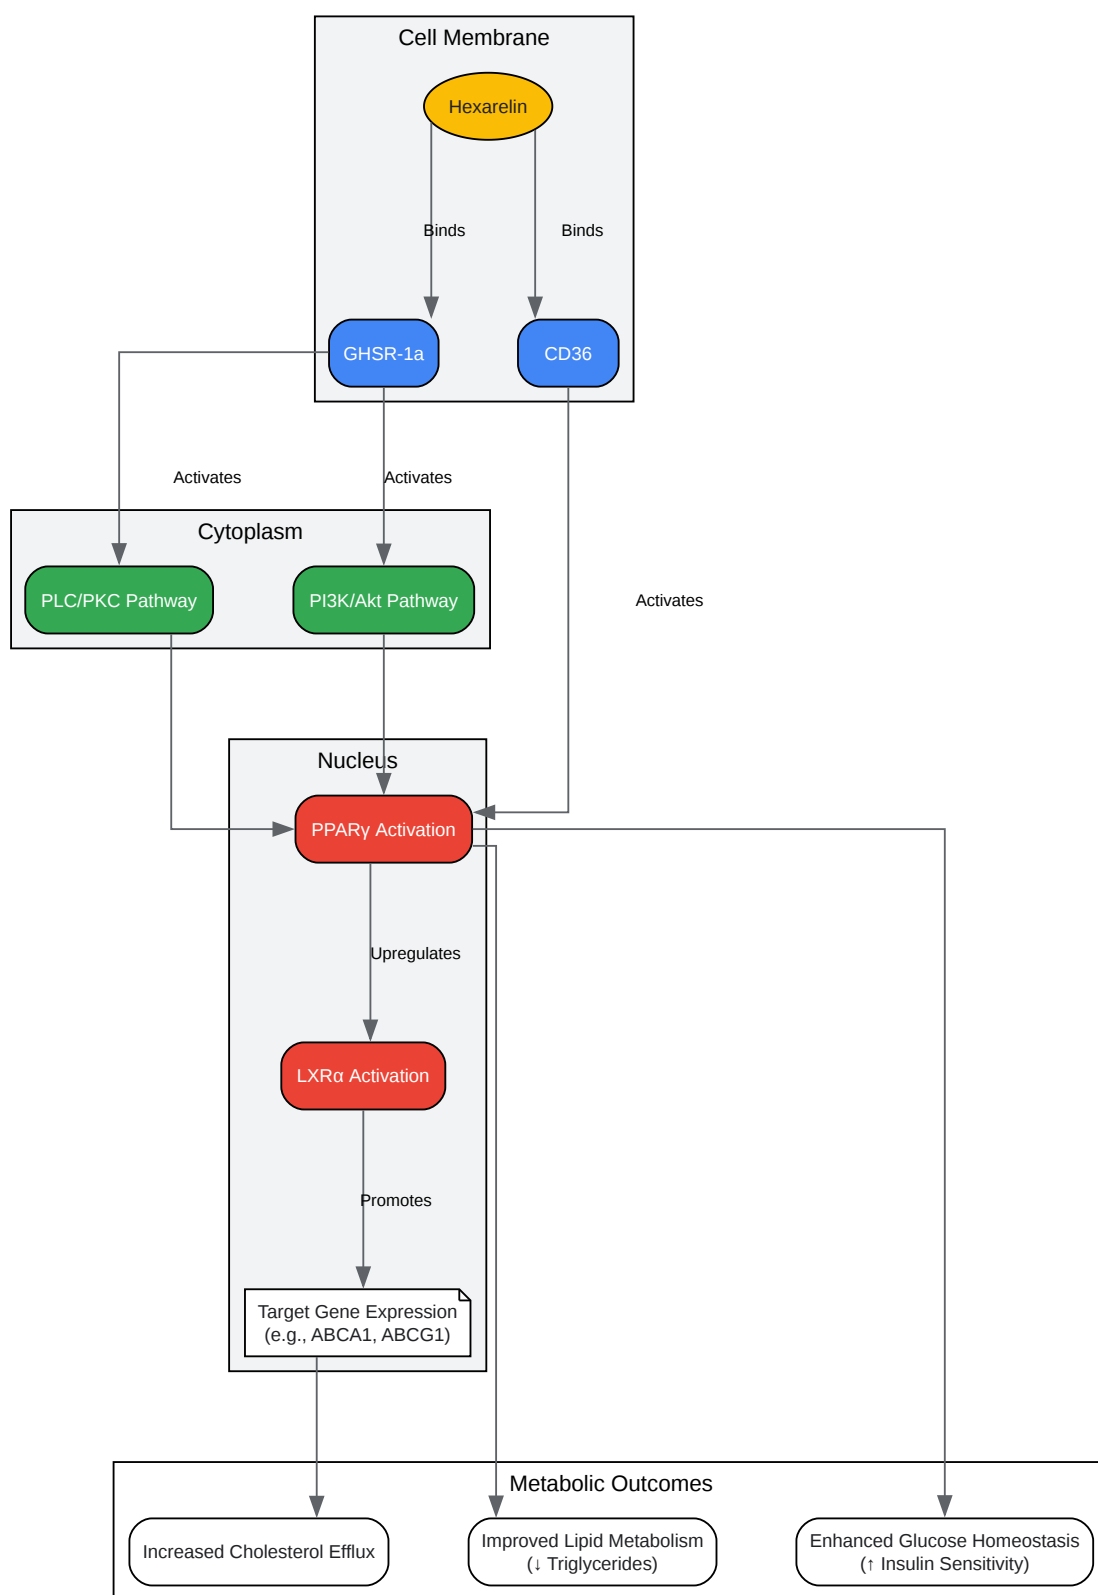 Cell Membrane
Hexarelin
Binds
Binds
GHSR-1a
CD36
Activates
Activates
Cytoplasm
PLC/PKC Pathway
PI3K/Akt Pathway
Activates
Nucleus
PPARγ Activation
Upregulates
LXRα Activation
Promotes
Target Gene Expression
(e.g., ABCA1, ABCG1)
Metabolic Outcomes
Increased Cholesterol Efflux
Improved Lipid Metabolism
(↓ Triglycerides)
Enhanced Glucose Homeostasis
(↑ Insulin Sensitivity)